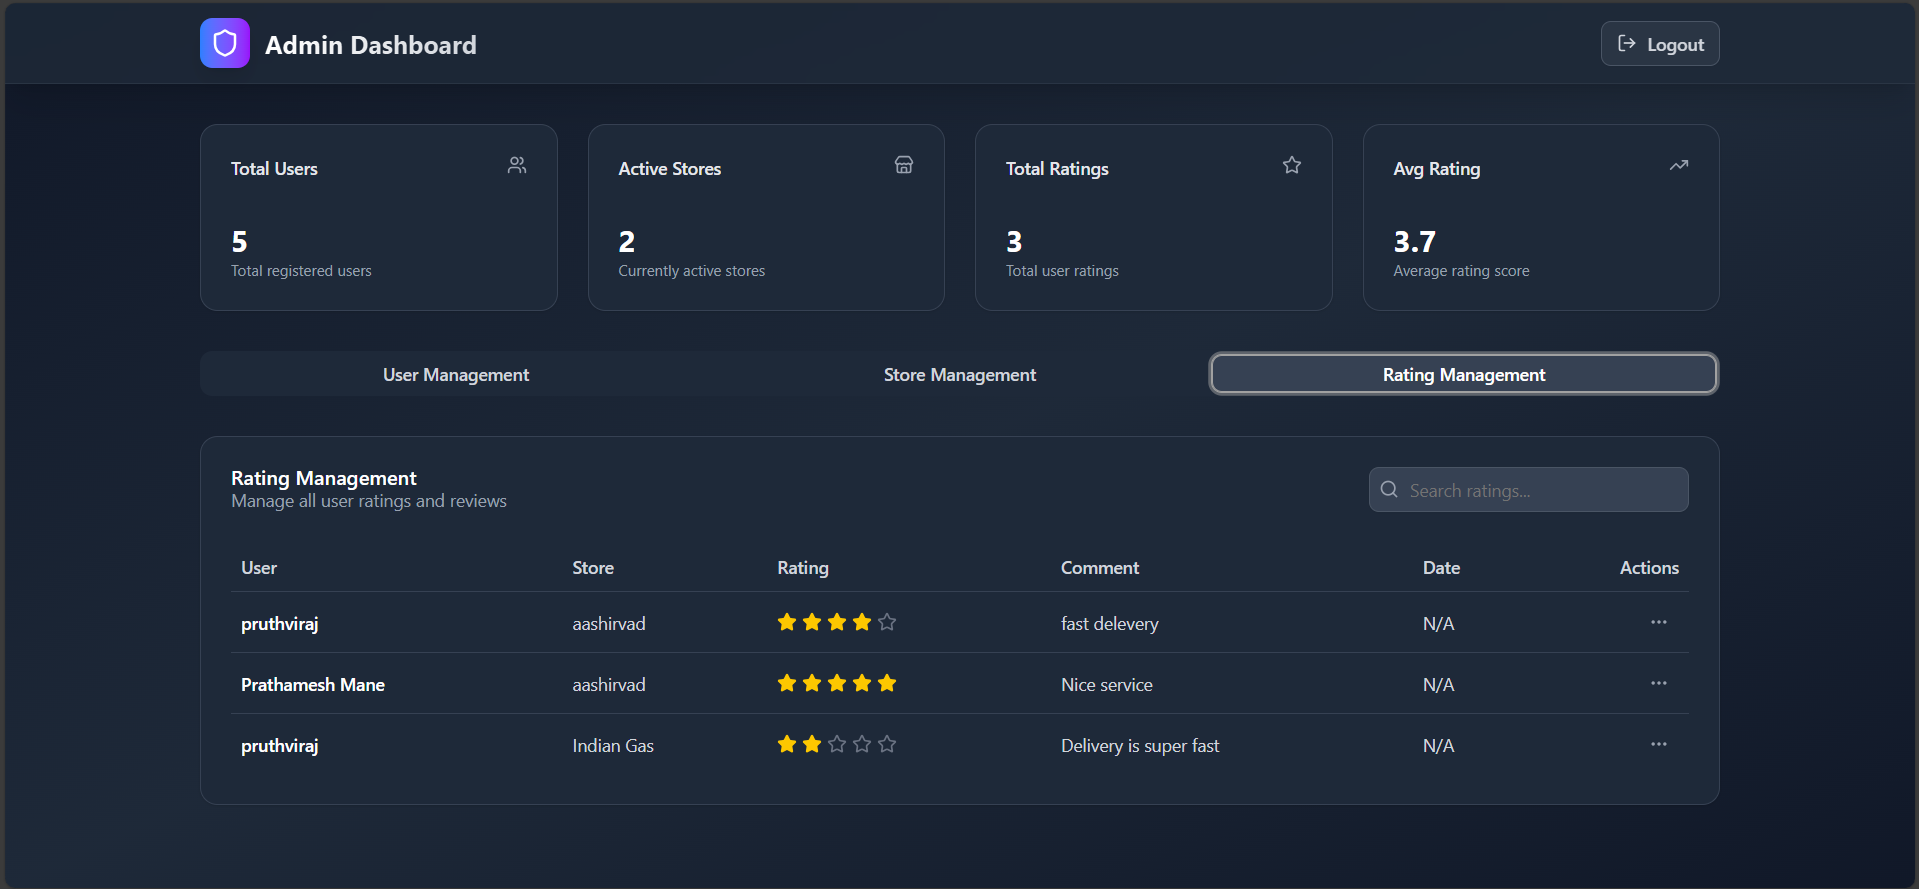 Admin Dashboard
Logout
Total Users
5
Total registered users
Active Stores
2
Currently active stores
Total Ratings
3
Total user ratings
Avg Rating
3.7
Average rating score
User Management
Store Management
Rating Management
Rating Management
Manage all user ratings and reviews
Search ratings...
User Store Rating Comment Date Actions
pruthviraj aashirvad fast delevery N/A
Prathamesh Mane aashirvad Nice service N/A
pruthviraj Indian Gas Delivery is super fast N/A